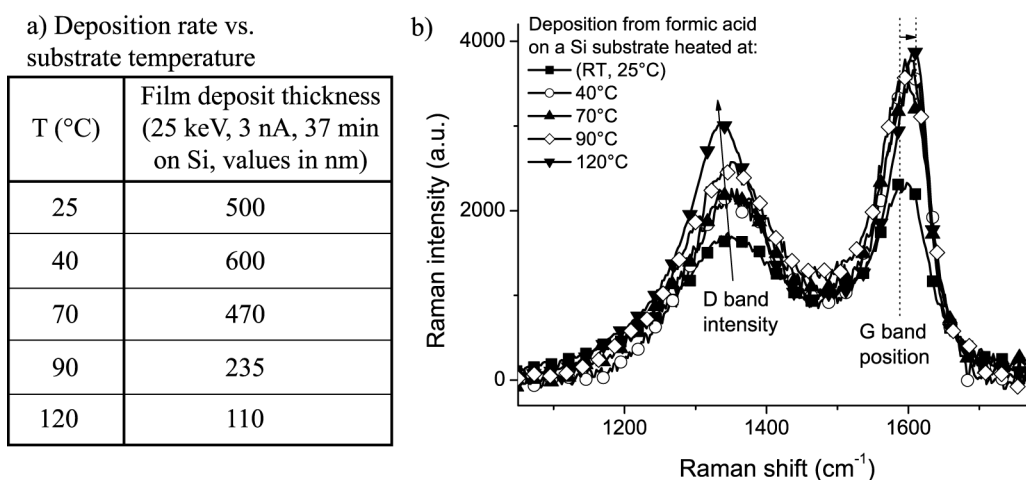 a) Deposition rate vs.
substrate temperature
T (°C)
Film deposit thickness
(25 keV, 3 nA, 37 min
on Si, values in nm)
25 500
40 600
70 470
90 235
120 110
b)
Deposition from formic acid
on a Si substrate heated at:
(RT, 25°C)
40°C
70°C
90°C
120°C
4000
2000
0
Raman intensity (a.u.)
D band
intensity
G band
position
1200 1400 1600
Raman shift (cm⁻¹)